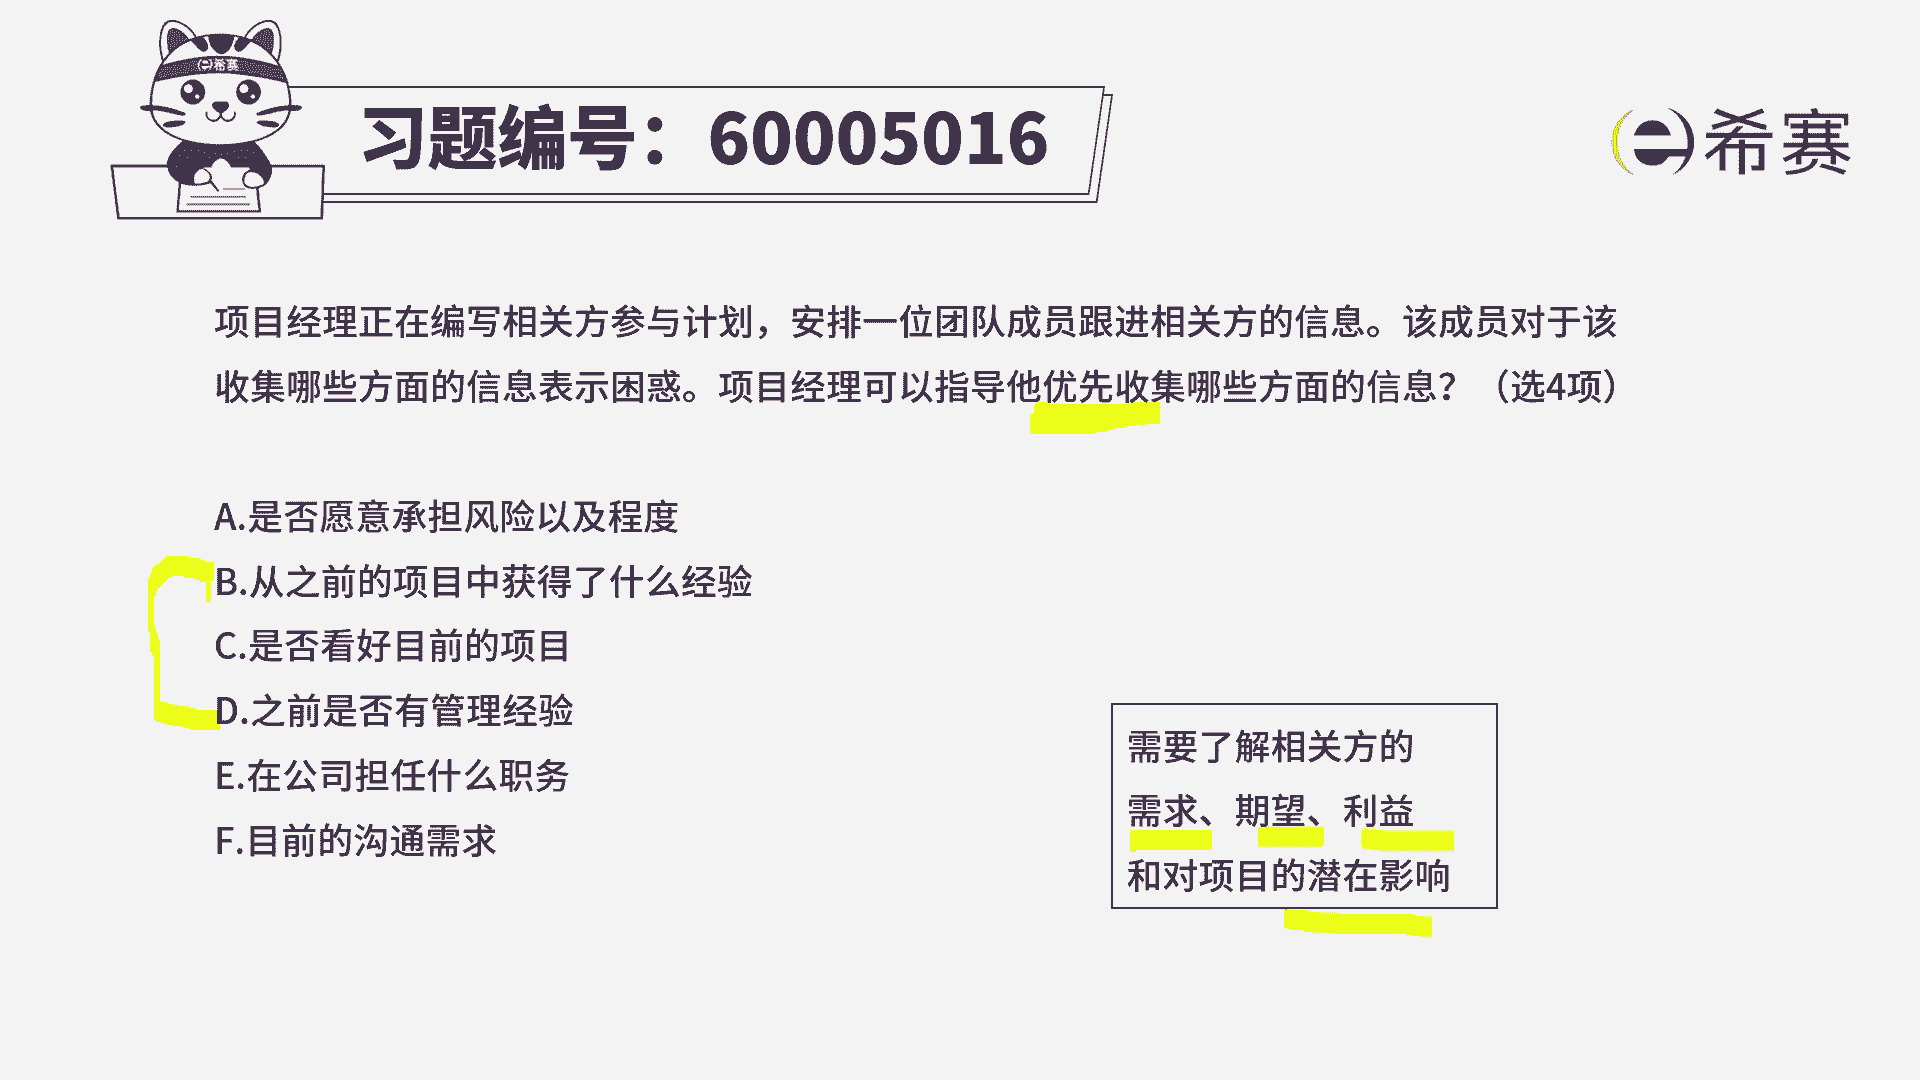 e希赛
习题编号：60005016
e希赛
项目经理正在编写相关方参与计划，安排一位团队成员跟进相关方的信息。该成员对于该
收集哪些方面的信息表示困惑。项目经理可以指导他优先收集哪些方面的信息？（选4项）
A.是否愿意承担风险以及程度
B.从之前的项目中获得了什么经验
C.是否看好目前的项目
D.之前是否有管理经验
E.在公司担任什么职务
F.目前的沟通需求
需要了解相关方的
需求、期望、利益
和对项目的潜在影响